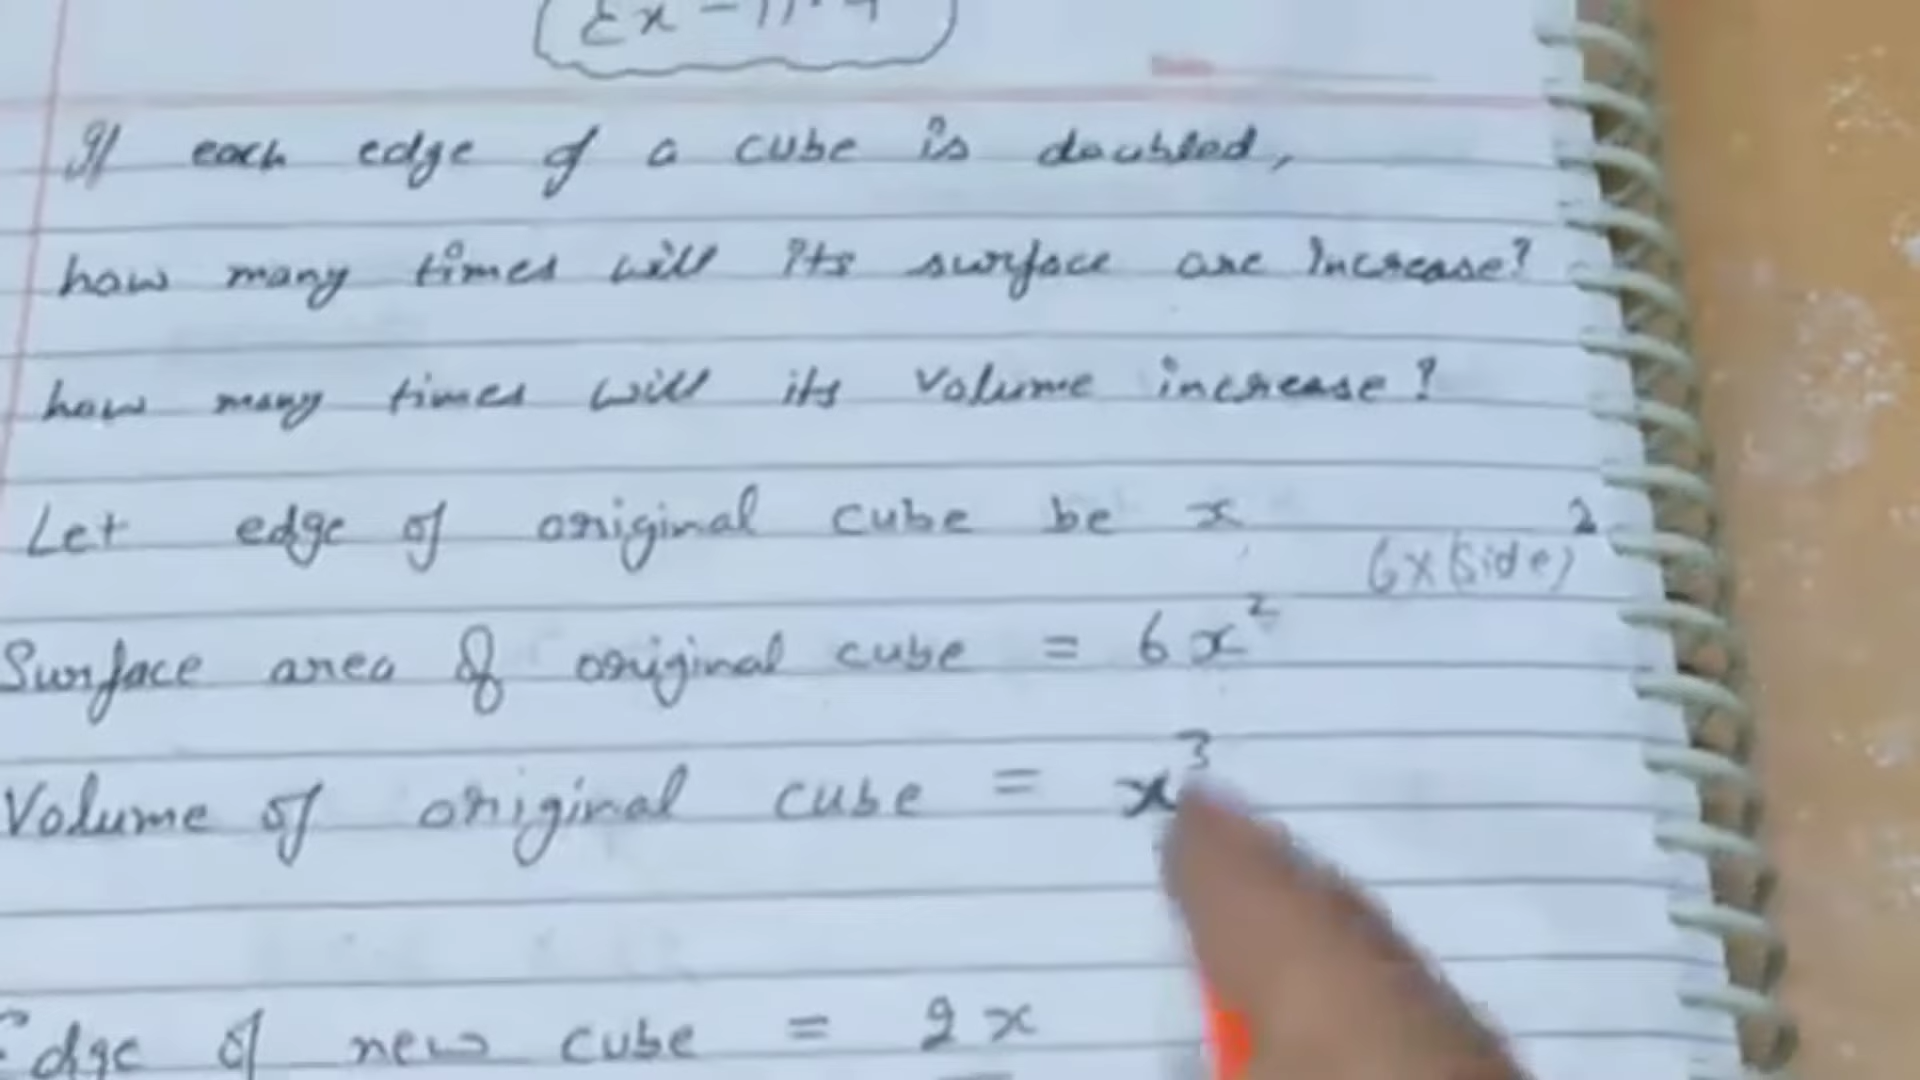 If each edge of a cube is doubled,
how many times will its surface are increase?
how many times will its Volume increase?
Let edge of original cube be x
6x(side)²
Surface area of original cube = 6x²
Volume of original cube = x³
Edge of new cube = 2x